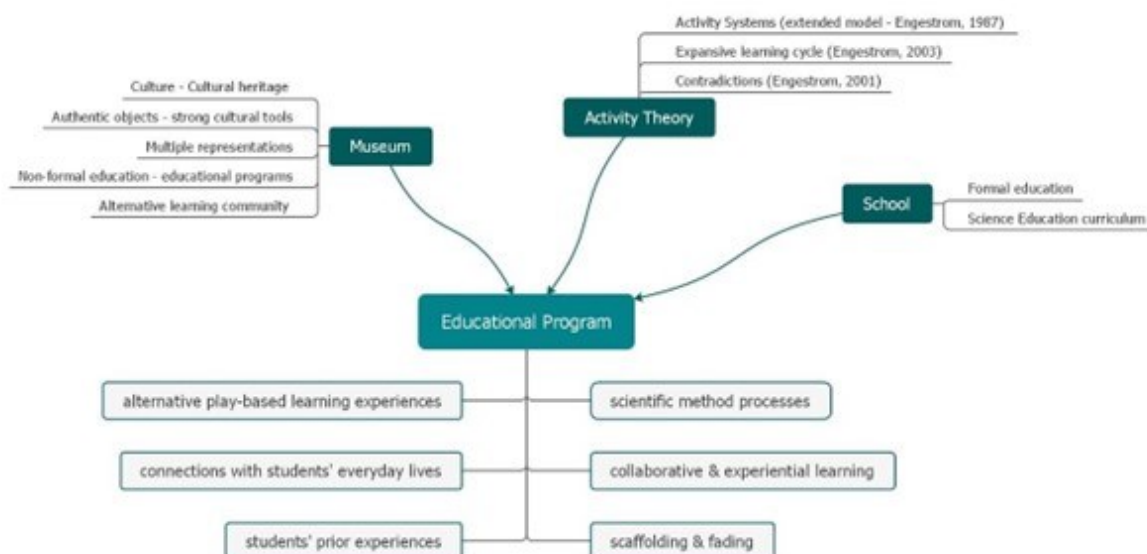 Activity Systems (extended model - Engestrom, 1987)
Expansive learning cycle (Engestrom, 2003)
Contradictions (Engestrom, 2001)
Activity Theory
Culture - Cultural heritage
Authentic objects - strong cultural tools
Multiple representations
Non-formal education - educational programs
Alternative learning community
Museum
School
Formal education
Science Education curriculum
Educational Program
alternative play-based learning experiences
scientific method processes
connections with students' everyday lives
collaborative & experiential learning
students' prior experiences
scaffolding & fading